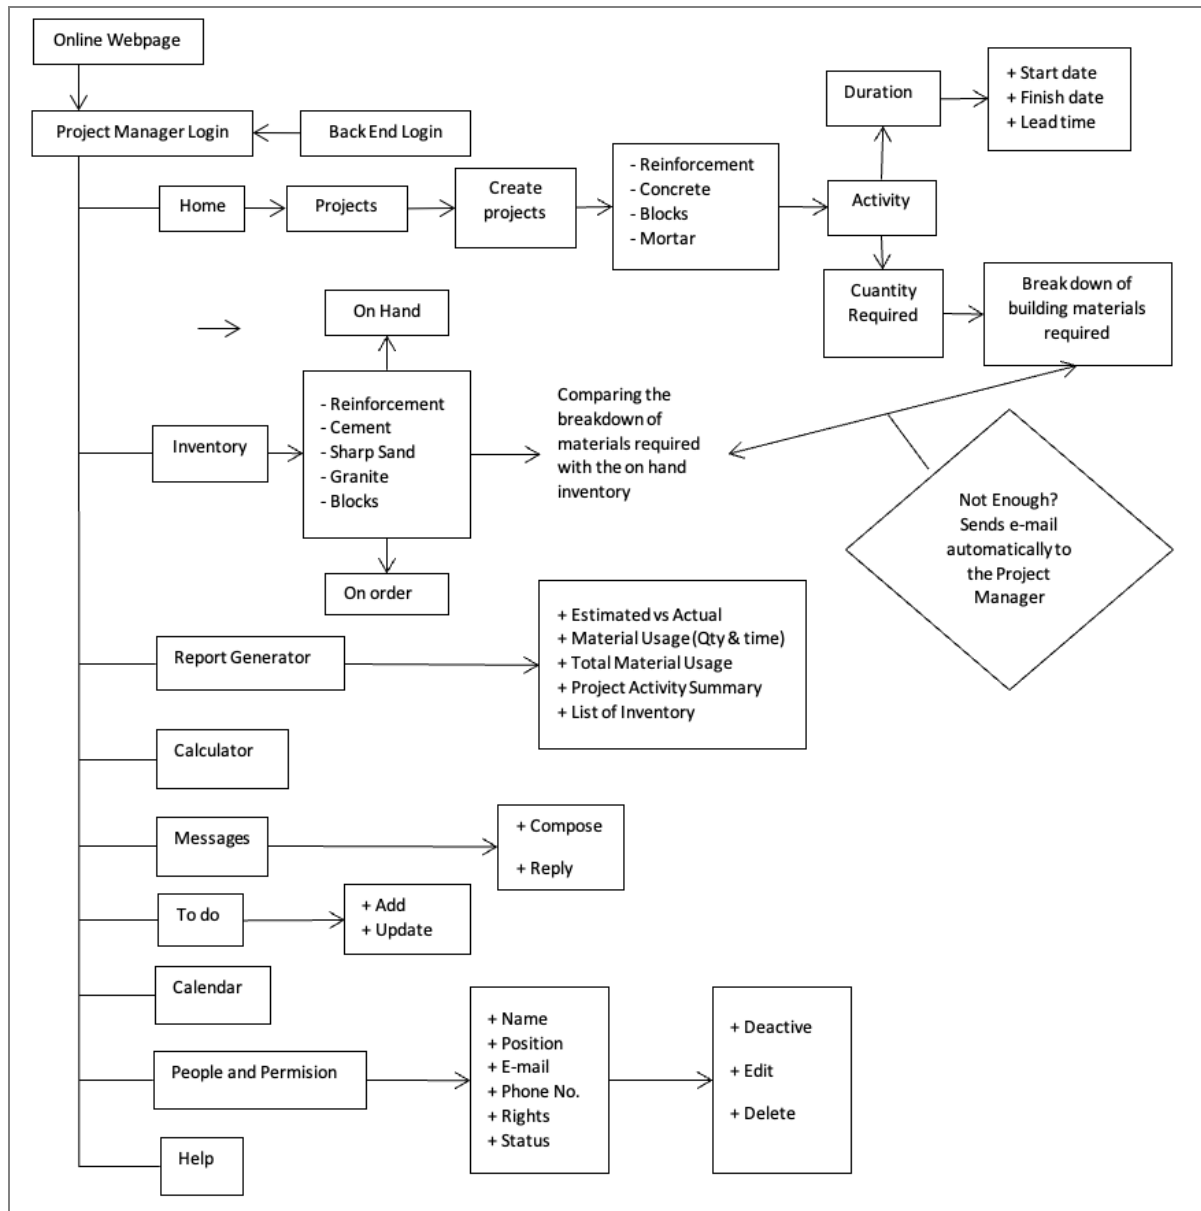 Online Webpage
Project Manager Login
Back End Login
Home
Projects
Create
projects
- Reinforcement
- Concrete
- Blocks
- Mortar
Activity
Duration
+ Start date
+ Finish date
+ Lead time
Cuantity
Required
Breakdown of
building materials
required
On Hand
Inventory
- Reinforcement
- Cement
- Sharp Sand
- Granite
- Blocks
On order
Comparing the
breakdown of
materials required
with the on hand
inventory
Not Enough?
Sends e-mail
automatically to
the Project
Manager
Report Generator
+ Estimated vs Actual
+ Material Usage (Qty & time)
+ Total Material Usage
+ Project Activity Summary
+ List of Inventory
Calculator
Messages
+ Compose
+ Reply
To do
+ Add
+ Update
Calendar
People and Permision
+ Name
+ Position
+ E-mail
+ Phone No.
+ Rights
+ Status
+ Deactive
+ Edit
+ Delete
Help